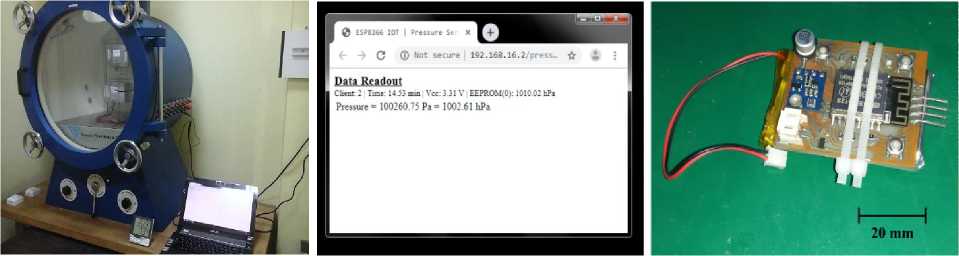 ESP8266 IOT | Pressure Sen
Not secure | 192.168.16.2/press...
Data Readout
Client: 2 | Time: 14.53 min | Vcc: 3.31 V | EEPROM(0): 1010.02 hPa
Pressure = 100260.75 Pa = 1002.61 hPa
20 mm